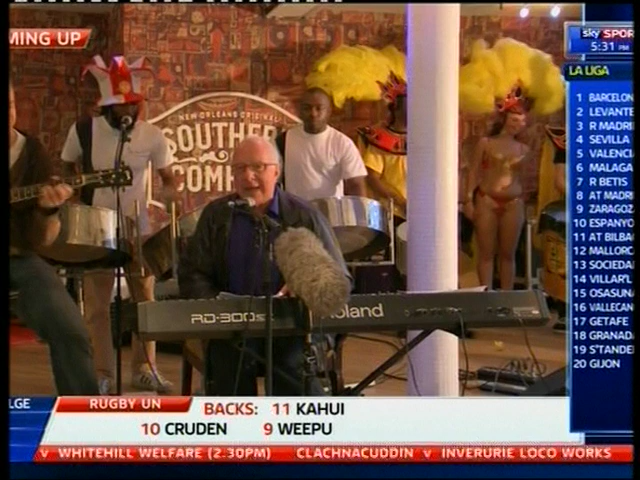 MING UP
sky SPOR
5:31 PM
LA LIGA
1 BARCELON
2 LEVANTE
3 R MADRI
4 SEVILLA
5 VALENCI
6 MALAGA
7 R BETIS
8 AT MADRI
9 ZARAGOZ
10 ESPANYO
11 AT BILBA
12 MALLORC
13 SOCIEDA
14 VILLAR'L
15 OSASUN
16 VALLECAN
17 GETAFE
18 GRANAD
19 S'TANDE
20 GIJON
NEW ORLEANS ORIGINAL
SOUTHER
COMF
RD-300SX Roland
LGE
RUGBY UN
BACKS: 11 KAHUI
10 CRUDEN 9 WEEPU
v WHITEHILL WELFARE (2.30PM) CLACHNACUDDIN v INVERURIE LOCO WORKS